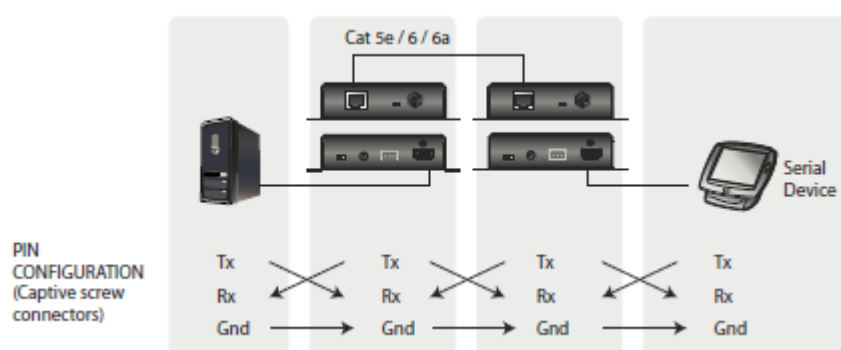 Cat 5e / 6 / 6a
Serial
Device
PIN
CONFIGURATION
(Captive screw
connectors)
Tx Tx Tx Tx
Rx Rx Rx Rx
Gnd Gnd Gnd Gnd